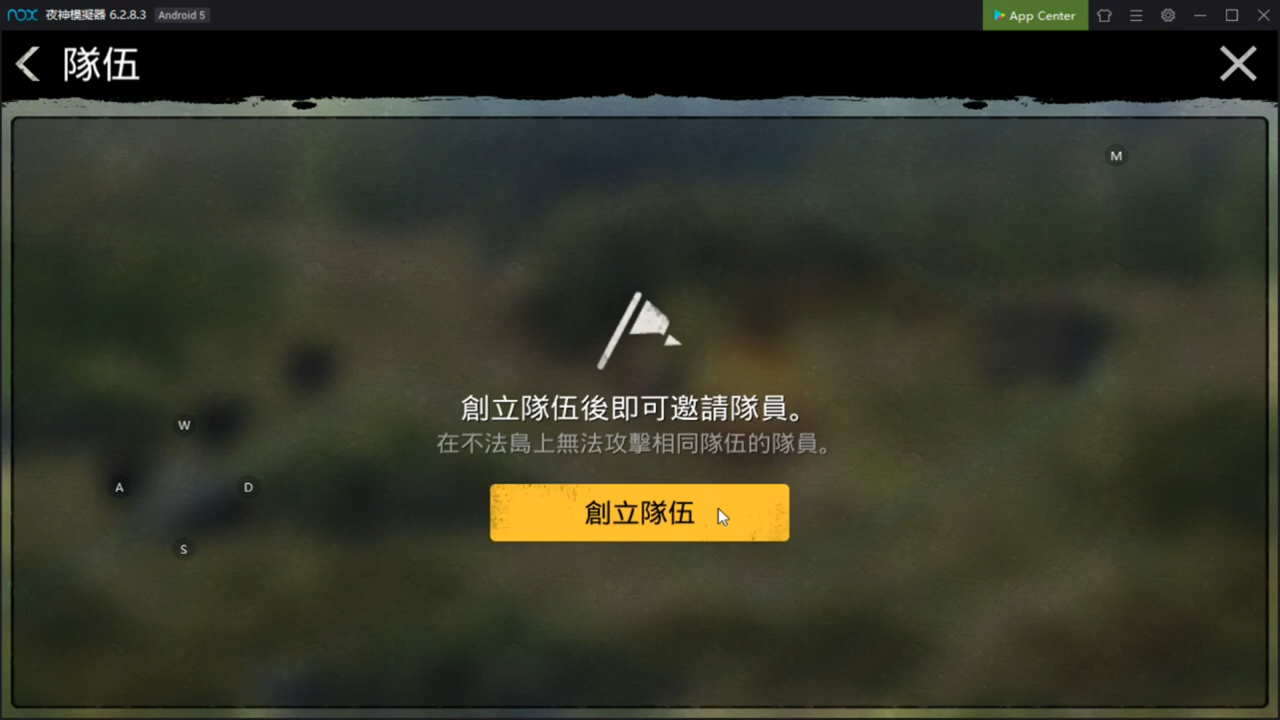 nox 夜神模擬器 6.2.8.3 Android 5 App Center
隊伍
M
創立隊伍後即可邀請隊員。
W
在不法島上無法攻擊相同隊伍的隊員。
A D
創立隊伍
S